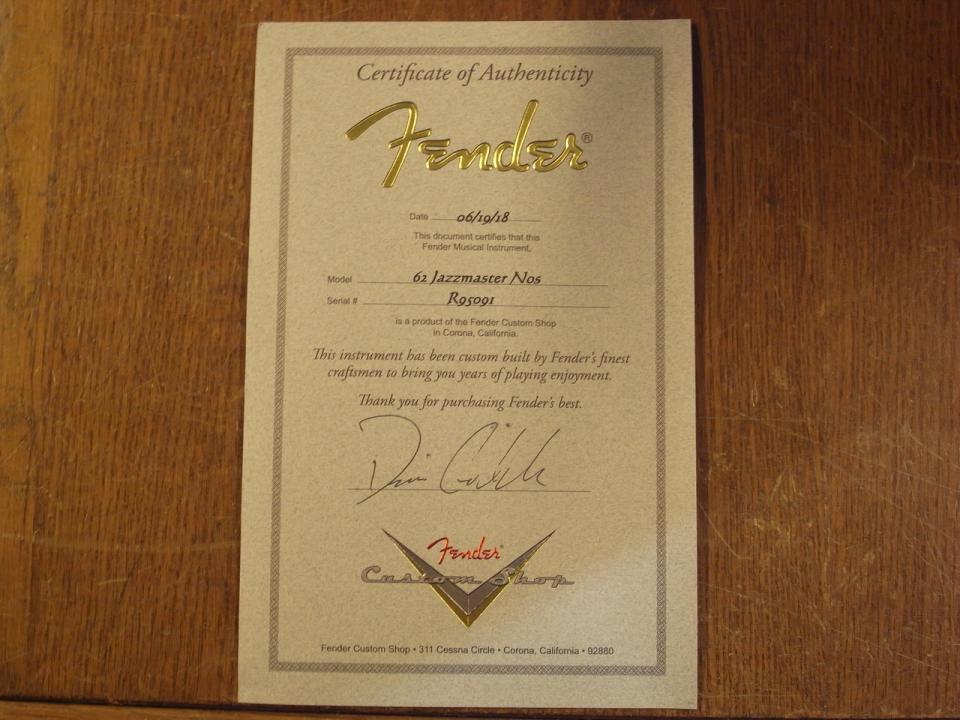 Certificate of Authenticity
Fender®
Date 06/19/18
This document certifies that this
Fender Musical Instrument,
Model 62 Jazzmaster Nos
Serial # R95091
is a product of the Fender Custom Shop
in Corona, California.
This instrument has been custom built by Fender's finest
craftsmen to bring you years of playing enjoyment.
Thank you for purchasing Fender's best.
Fender®
Custom Shop
Fender Custom Shop • 311 Cessna Circle • Corona, California • 92880